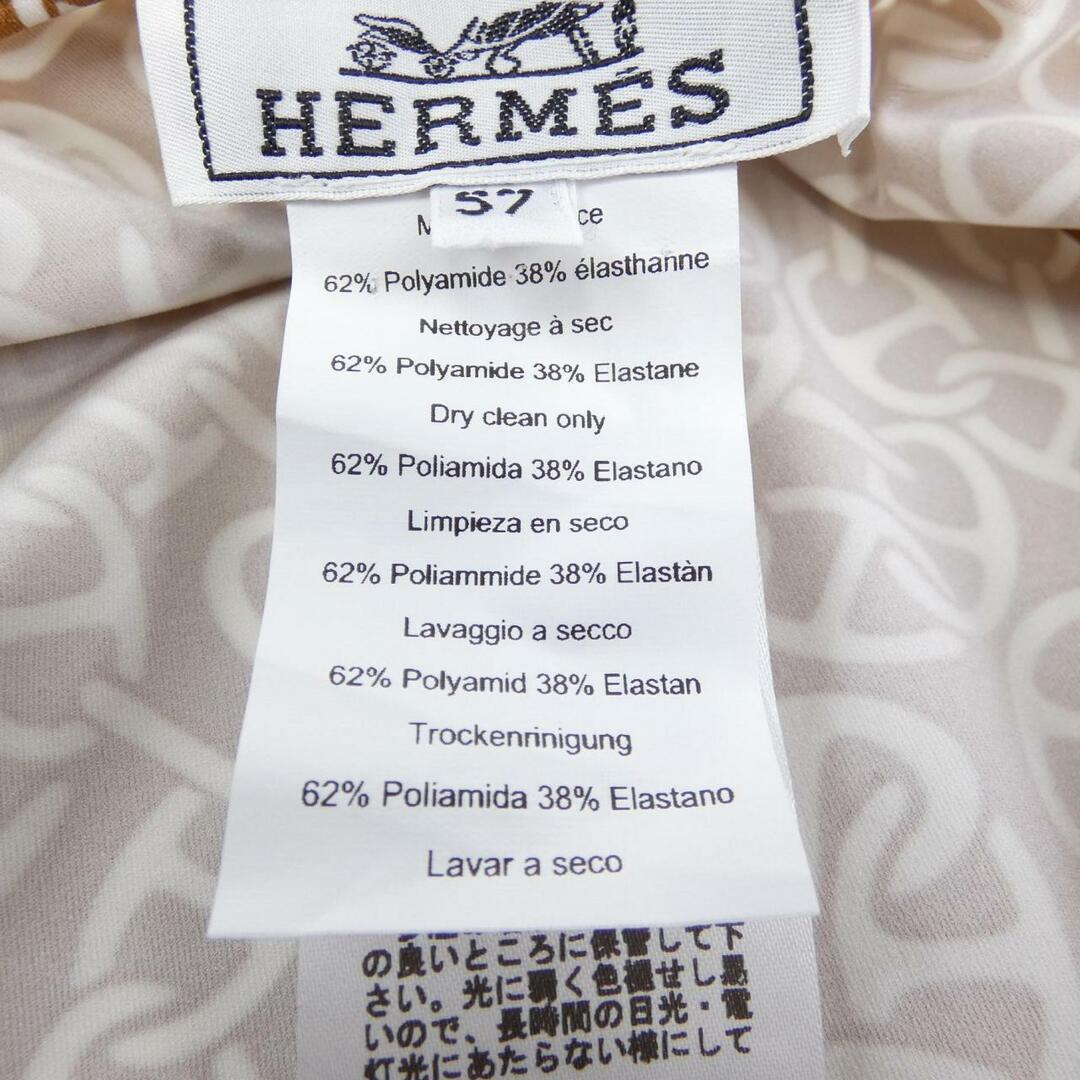 HERMÈS
57
62% Polyamide 38% élasthanne
Nettoyage à sec
62% Polyamide 38% Elastane
Dry clean only
62% Poliamida 38% Elastano
Limpieza en seco
62% Poliammide 38% Elastàn
Lavaggio a secco
62% Polyamid 38% Elastan
Trockenrinigung
62% Poliamida 38% Elastano
Lavar a seco
の良いところに保管して下
さい。光に弱く色褪せし悪
いので、長時間の日光・電
灯光にあたらない様にして